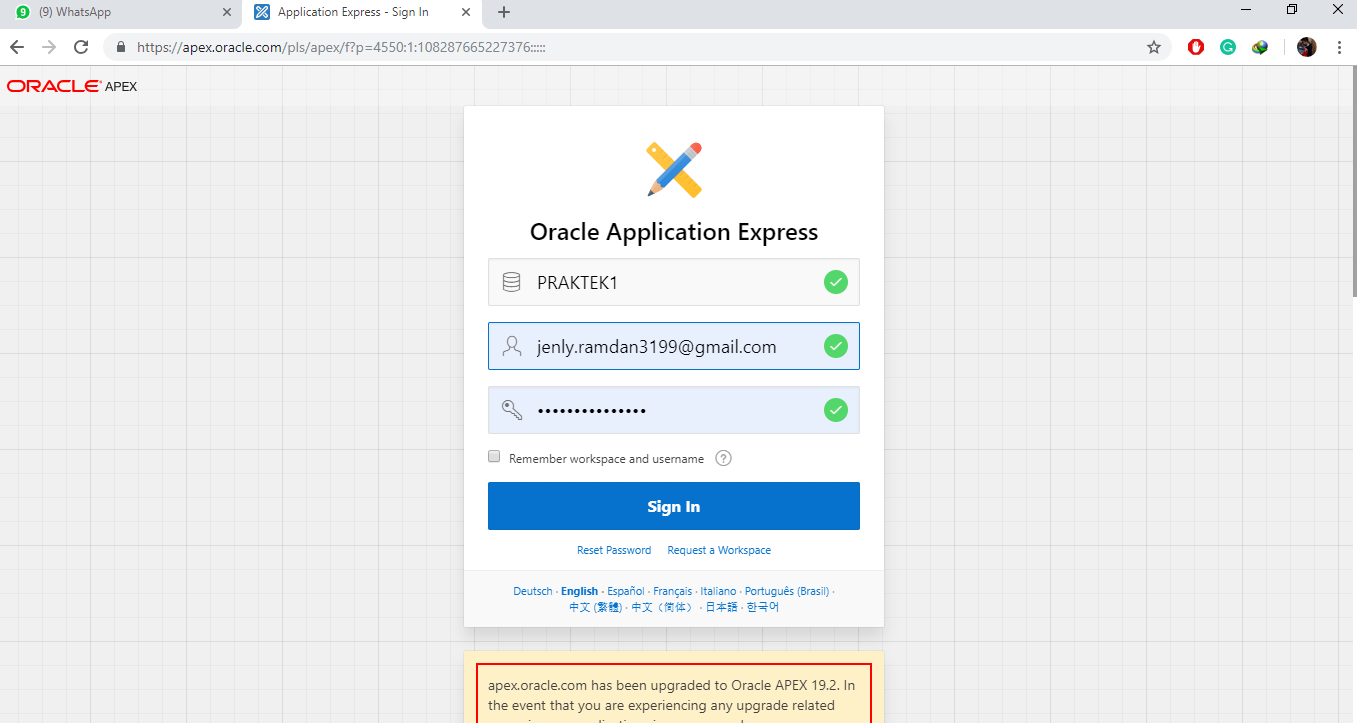 9 (9) WhatsApp
Application Express - Sign In
https://apex.oracle.com/pls/apex/f?p=4550:1:108287665227376:::::
ORACLE® APEX
Oracle Application Express
PRAKTEK1
jenly.ramdan3199@gmail.com
•••••••••••••••
Remember workspace and username ?
Sign In
Reset Password Request a Workspace
Deutsch · English · Español · Français · Italiano · Português (Brasil) ·
中文 (繁體) · 中文（简体） · 日本語 · 한국어
apex.oracle.com has been upgraded to Oracle APEX 19.2. In
the event that you are experiencing any upgrade related